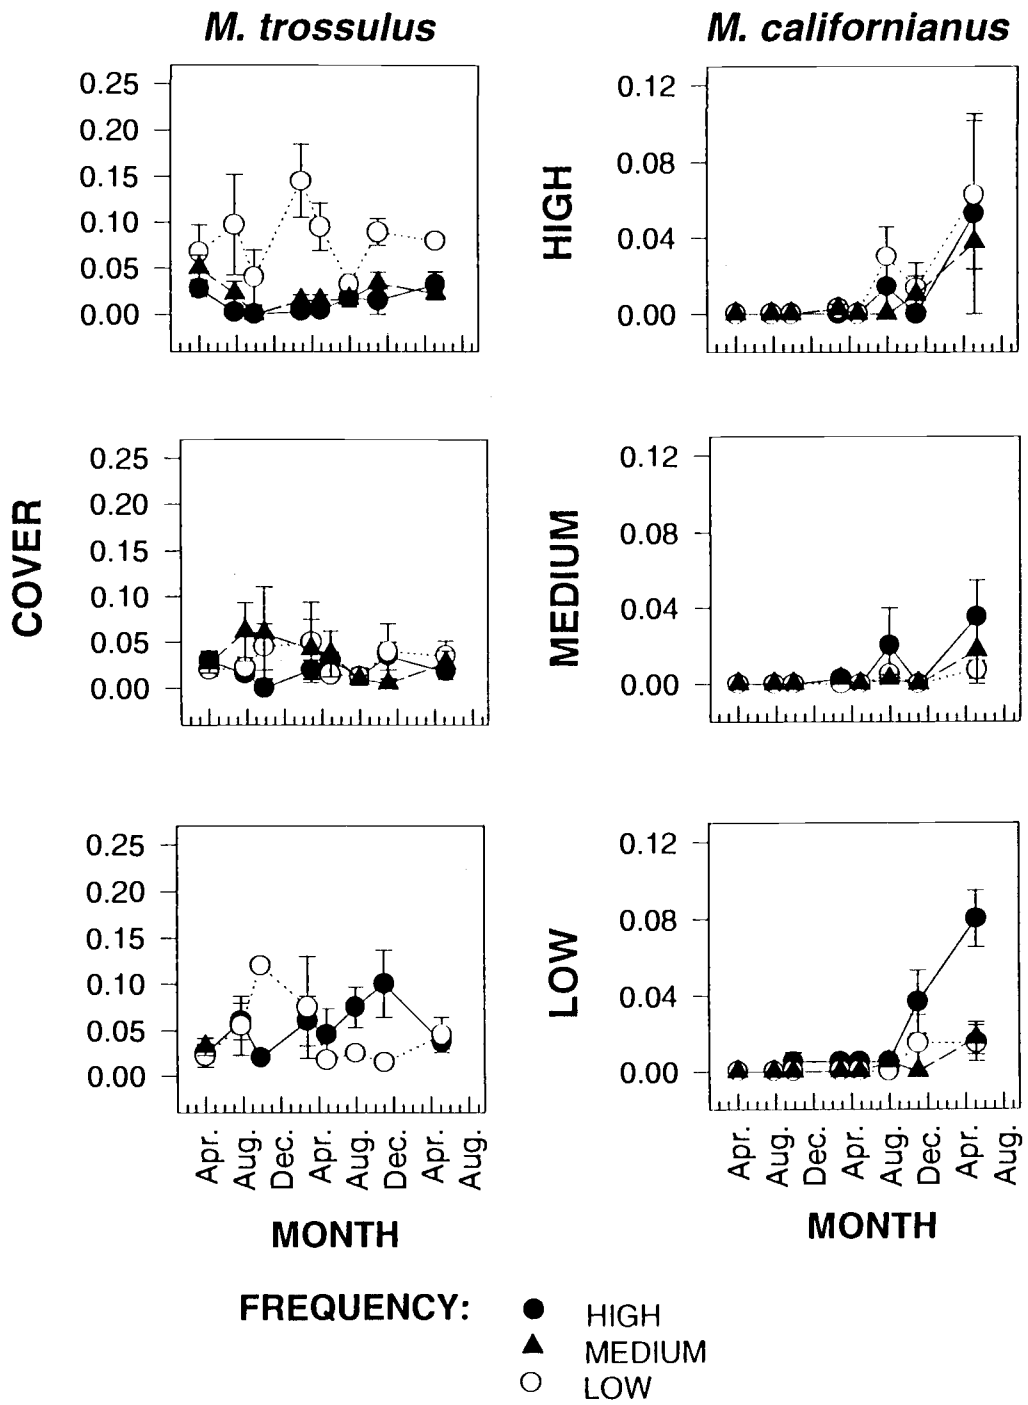 M. trossulus
M. californianus
0.25
0.20
0.15
0.10
0.05
0.00
HIGH
0.12
0.08
0.04
0.00
COVER
0.25
0.20
0.15
0.10
0.05
0.00
MEDIUM
0.12
0.08
0.04
0.00
0.25
0.20
0.15
0.10
0.05
0.00
LOW
0.12
0.08
0.04
0.00
Apr.
Aug.
Dec.
Apr.
Aug.
Dec.
Apr.
Aug.
Apr.
Aug.
Dec.
Apr.
Aug.
Dec.
Apr.
Aug.
MONTH
MONTH
FREQUENCY:
HIGH
MEDIUM
LOW